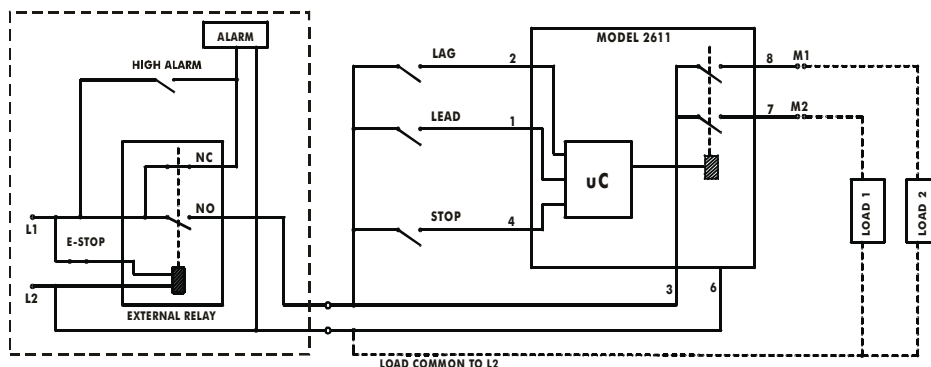 ALARM
HIGH ALARM
NC
NO
L1
E-STOP
L2
EXTERNAL RELAY
MODEL 2611
LAG
2
LEAD
1
STOP
4
uC
8
M1
7
M2
3
6
LOAD 1
LOAD 2
LOAD COMMON TO L2